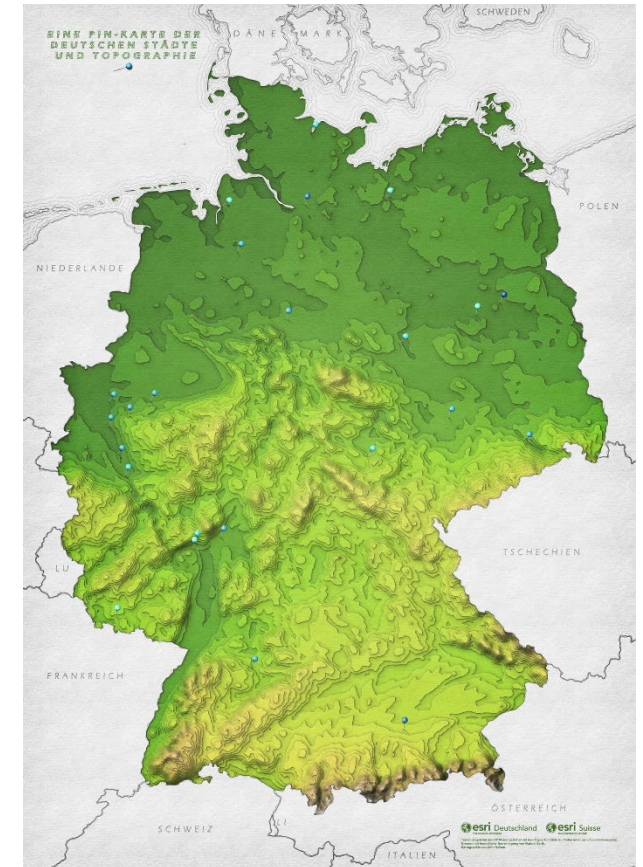 EINE PIN-KARTE DER
DEUTSCHEN STÄDTE
UND TOPOGRAPHIE
SCHWEDEN
DÄNEMARK
POLEN
NIEDERLANDE
LU
TSCHECHIEN
FRANKREICH
ÖSTERREICH
LI
SCHWEIZ
ITALIEN
esri Deutschland esri Suisse